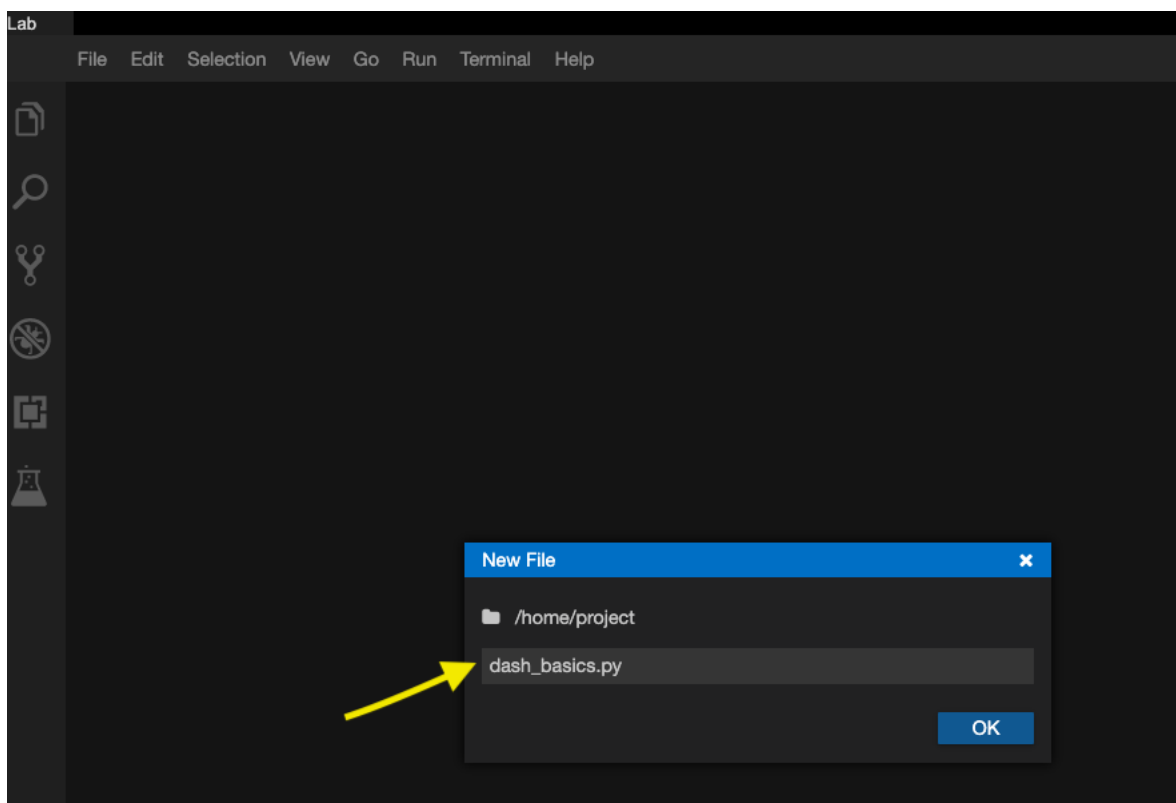 Lab
File Edit Selection View Go Run Terminal Help
New File
/home/project
dash_basics.py
OK